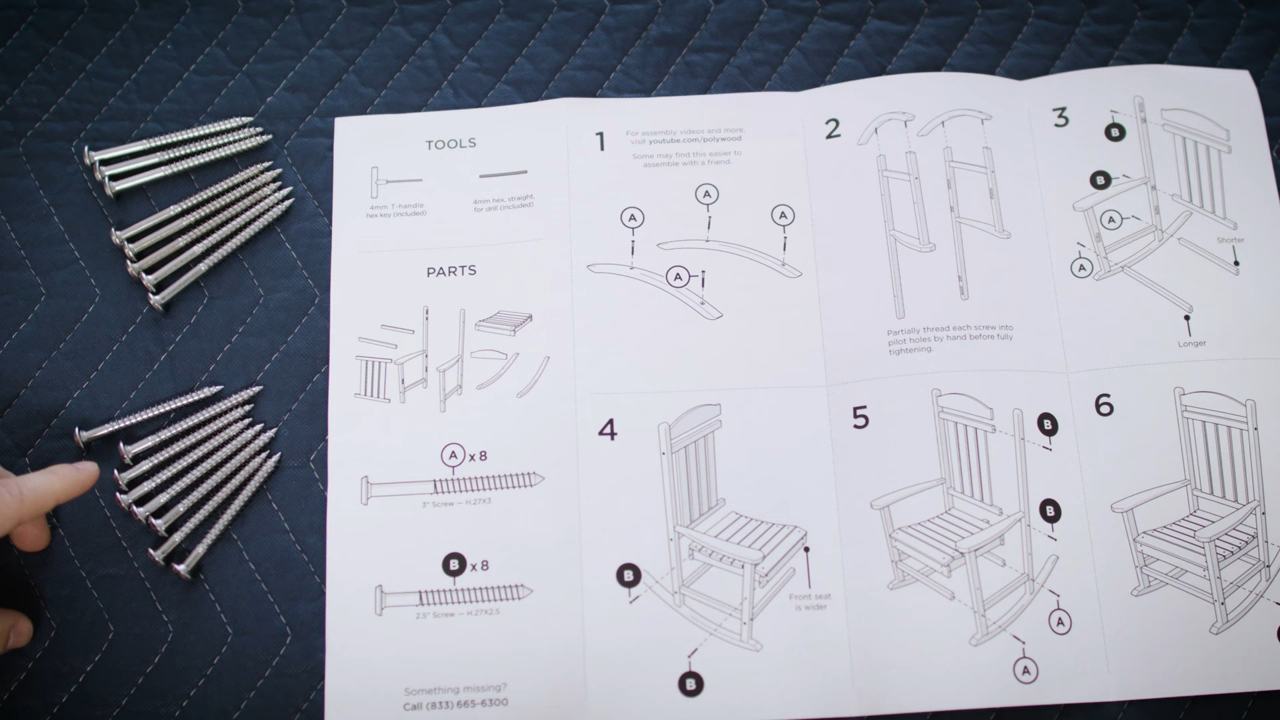 TOOLS
4mm T-handle
hex key (included)
4mm hex, straight,
for drill (included)
PARTS
A x 8
3" Screw — H.27X3
B x 8
2.5" Screw — H.27X2.5
Something missing?
Call (833) 665-6300
1
For assembly videos and more,
visit youtube.com/polywood
Some may find this easier to
assemble with a friend.
A
A
A
A
2
Partially thread each screw into
pilot holes by hand before fully
tightening.
3
B
B
A
A
Shorter
Longer
4
B
Front seat
is wider
B
5
B
B
A
A
6